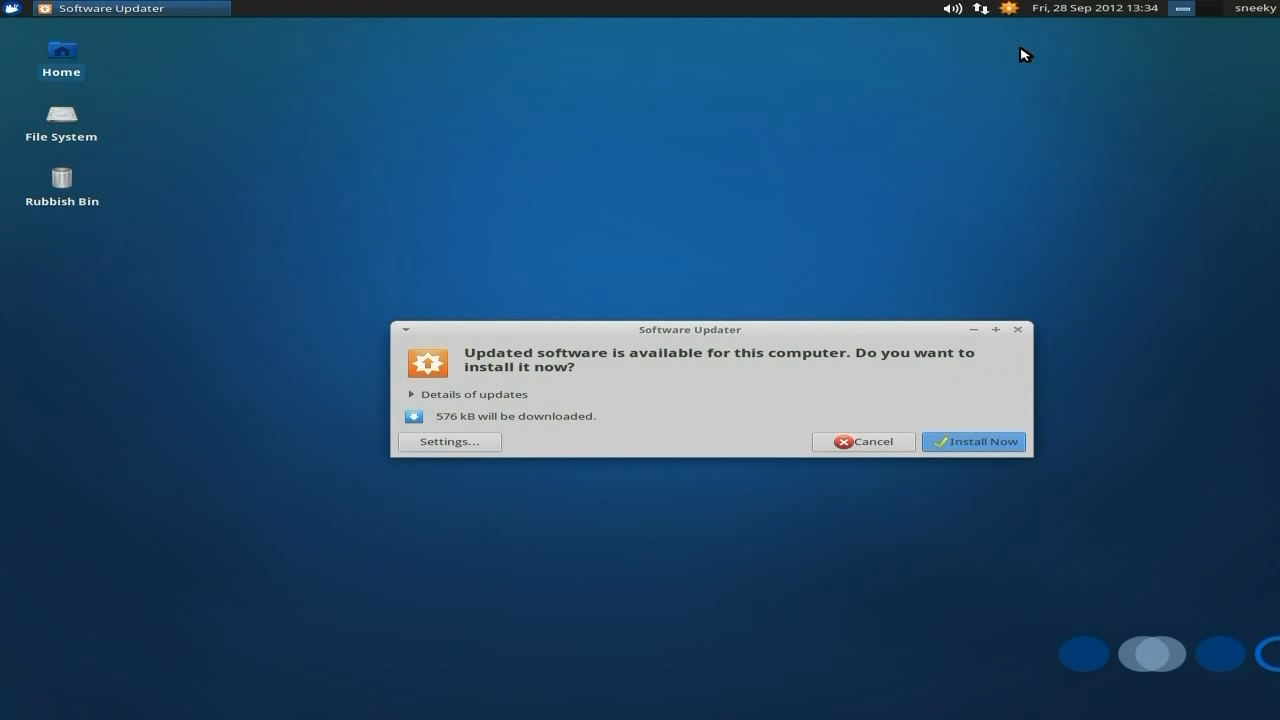 Software Updater
Fri, 28 Sep 2012 13:34
sneeky
Home
File System
Rubbish Bin
Software Updater
Updated software is available for this computer. Do you want to
install it now?
Details of updates
576 kB will be downloaded.
Settings...
Cancel
Install Now